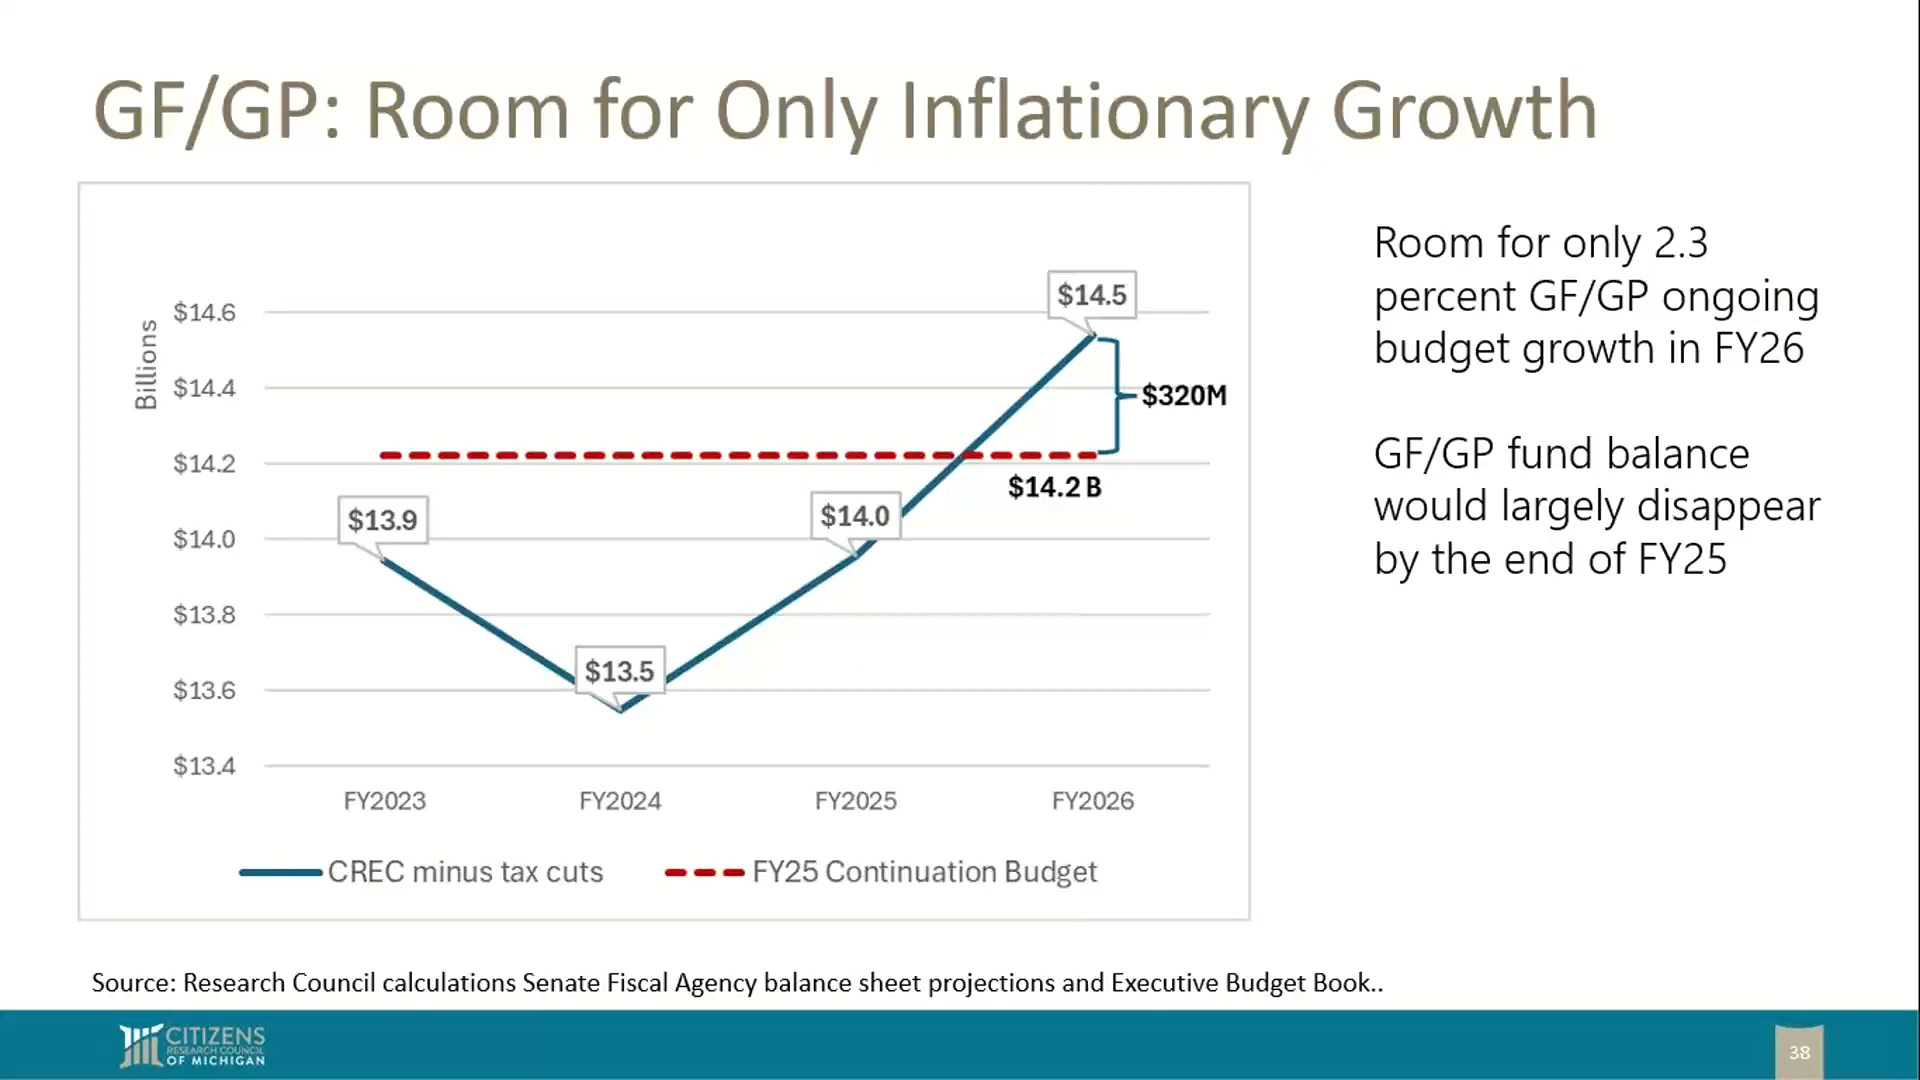 GF/GP: Room for Only Inflationary Growth
Billions
$14.6
$14.4
$14.2
$14.0
$13.8
$13.6
$13.4
$13.9
$13.5
$14.0
$14.5
$320M
$14.2 B
FY2023
FY2024
FY2025
FY2026
CREC minus tax cuts
FY25 Continuation Budget
Room for only 2.3
percent GF/GP ongoing
budget growth in FY26
GF/GP fund balance
would largely disappear
by the end of FY25
Source: Research Council calculations Senate Fiscal Agency balance sheet projections and Executive Budget Book..
CITIZENS
RESEARCH COUNCIL
OF MICHIGAN
38